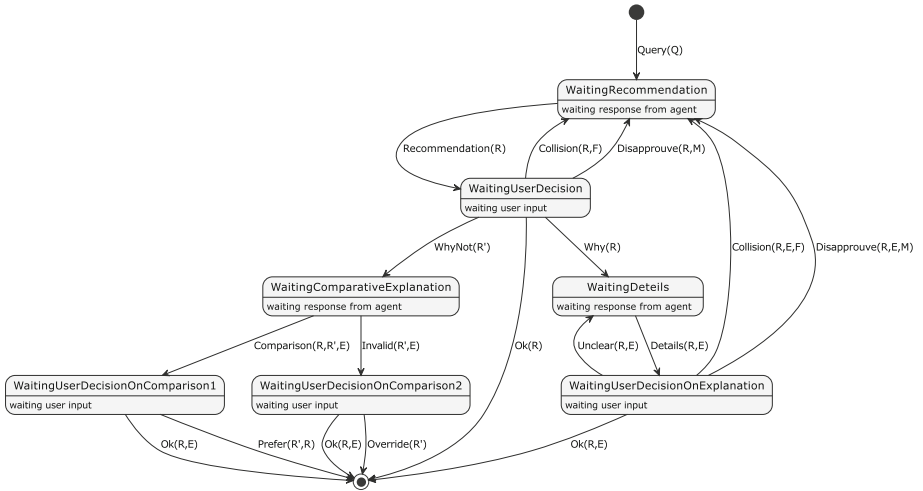 Query(Q)
WaitingRecommendation
waiting response from agent
Recommendation(R)
Collision(R,F)
Disapprouve(R,M)
WaitingUserDecision
waiting user input
WhyNot(R')
Why(R)
Collision(R,E,F)
Disapprouve(R,E,M)
WaitingComparativeExplanation
waiting response from agent
WaitingDeteils
waiting response from agent
Comparison(R,R',E)
Invalid(R',E)
Ok(R)
Unclear(R,E)
Details(R,E)
WaitingUserDecisionOnComparison1
waiting user input
WaitingUserDecisionOnComparison2
waiting user input
WaitingUserDecisionOnExplanation
waiting user input
Ok(R,E)
Prefer(R',R)
Ok(R,E)
Override(R')
Ok(R,E)